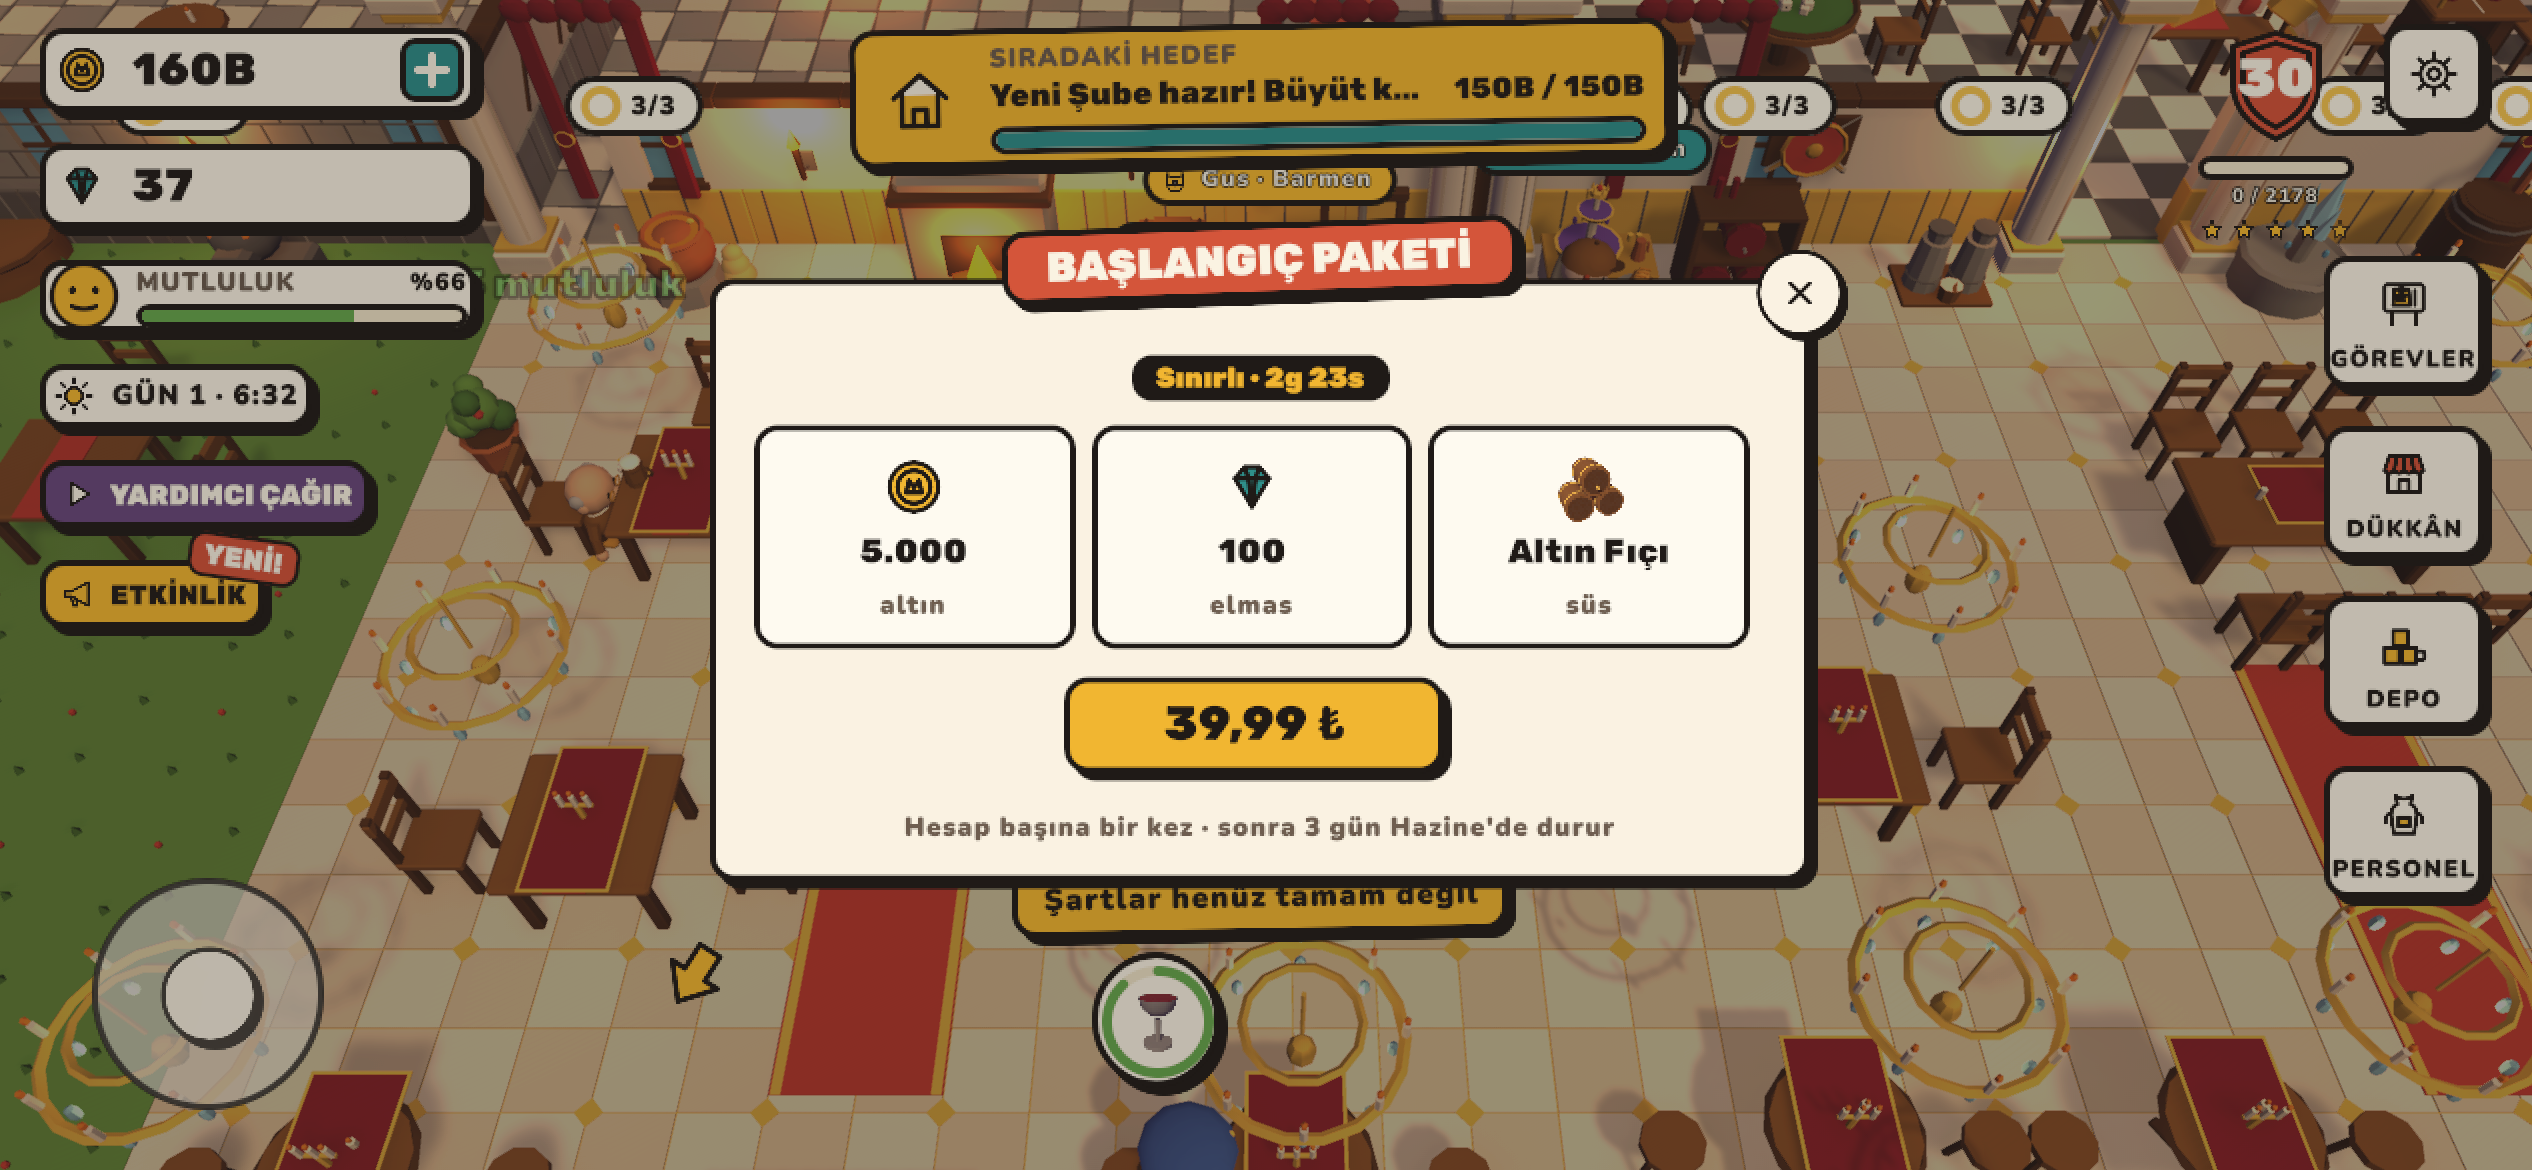 160B
37
MUTLULUK %66
mutluluk
GÜN 1 · 6:32
YARDIMCI ÇAĞIR
YENİ!
ETKİNLİK
3/3
SIRADAKİ HEDEF
Yeni Şube hazır! Büyüt k... 150B / 150B
Gus · Barmen
3/3
3/3
30
0 / 2178
GÖREVLER
DÜKKÂN
DEPO
PERSONEL
BAŞLANGIÇ PAKETİ
Sınırlı · 2g 23s
5.000
altın
100
elmas
Altın Fıçı
süs
39,99 ₺
Hesap başına bir kez · sonra 3 gün Hazine'de durur
Şartlar henüz tamam değil